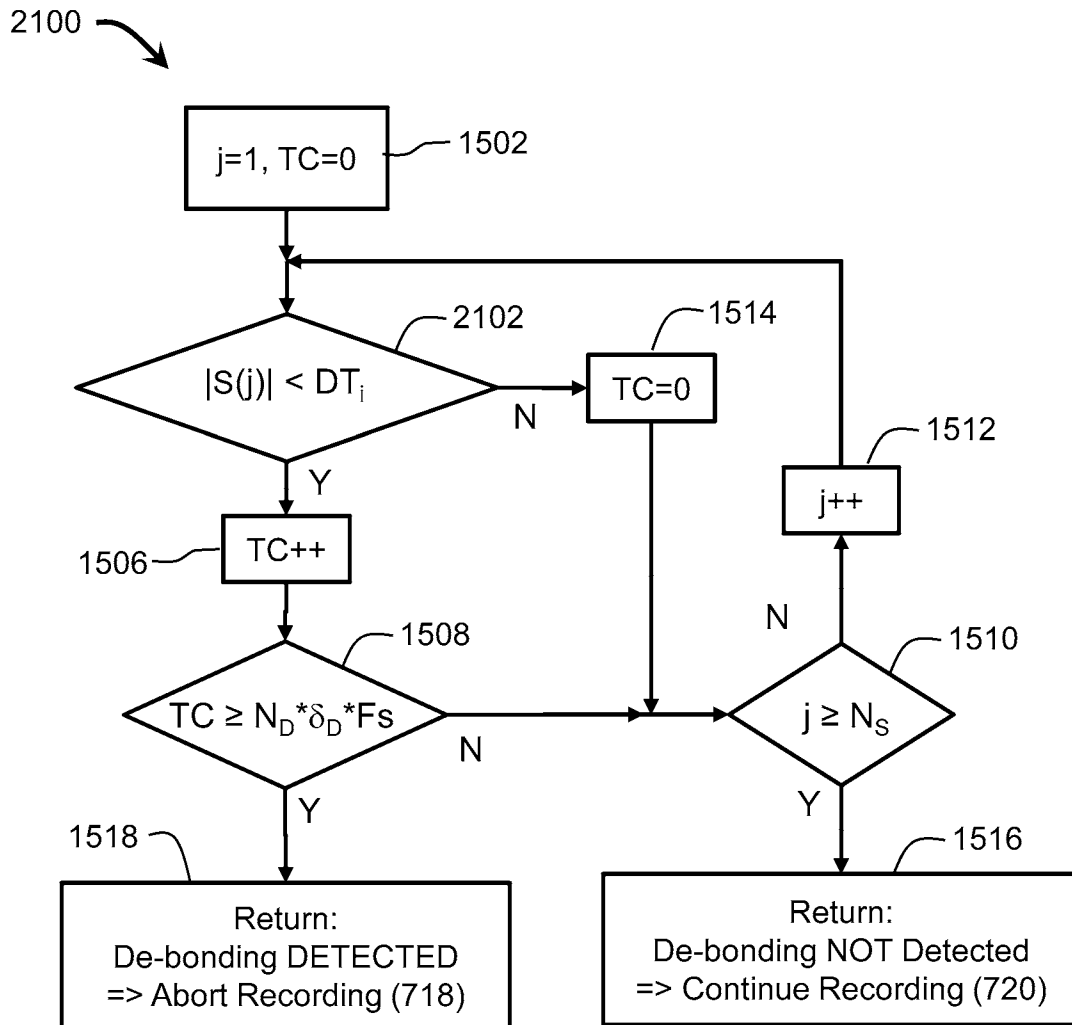 2100
1502
j=1, TC=0
2102
|S(j)| < DTᵢ
N
1514
TC=0
Y
1512
j++
1506
TC++
N
1508
1510
TC ≥ N_D*δ_D*Fs
N
j ≥ N_S
Y
Y
1518
1516
Return:
De-bonding DETECTED
=> Abort Recording (718)
Return:
De-bonding NOT Detected
=> Continue Recording (720)